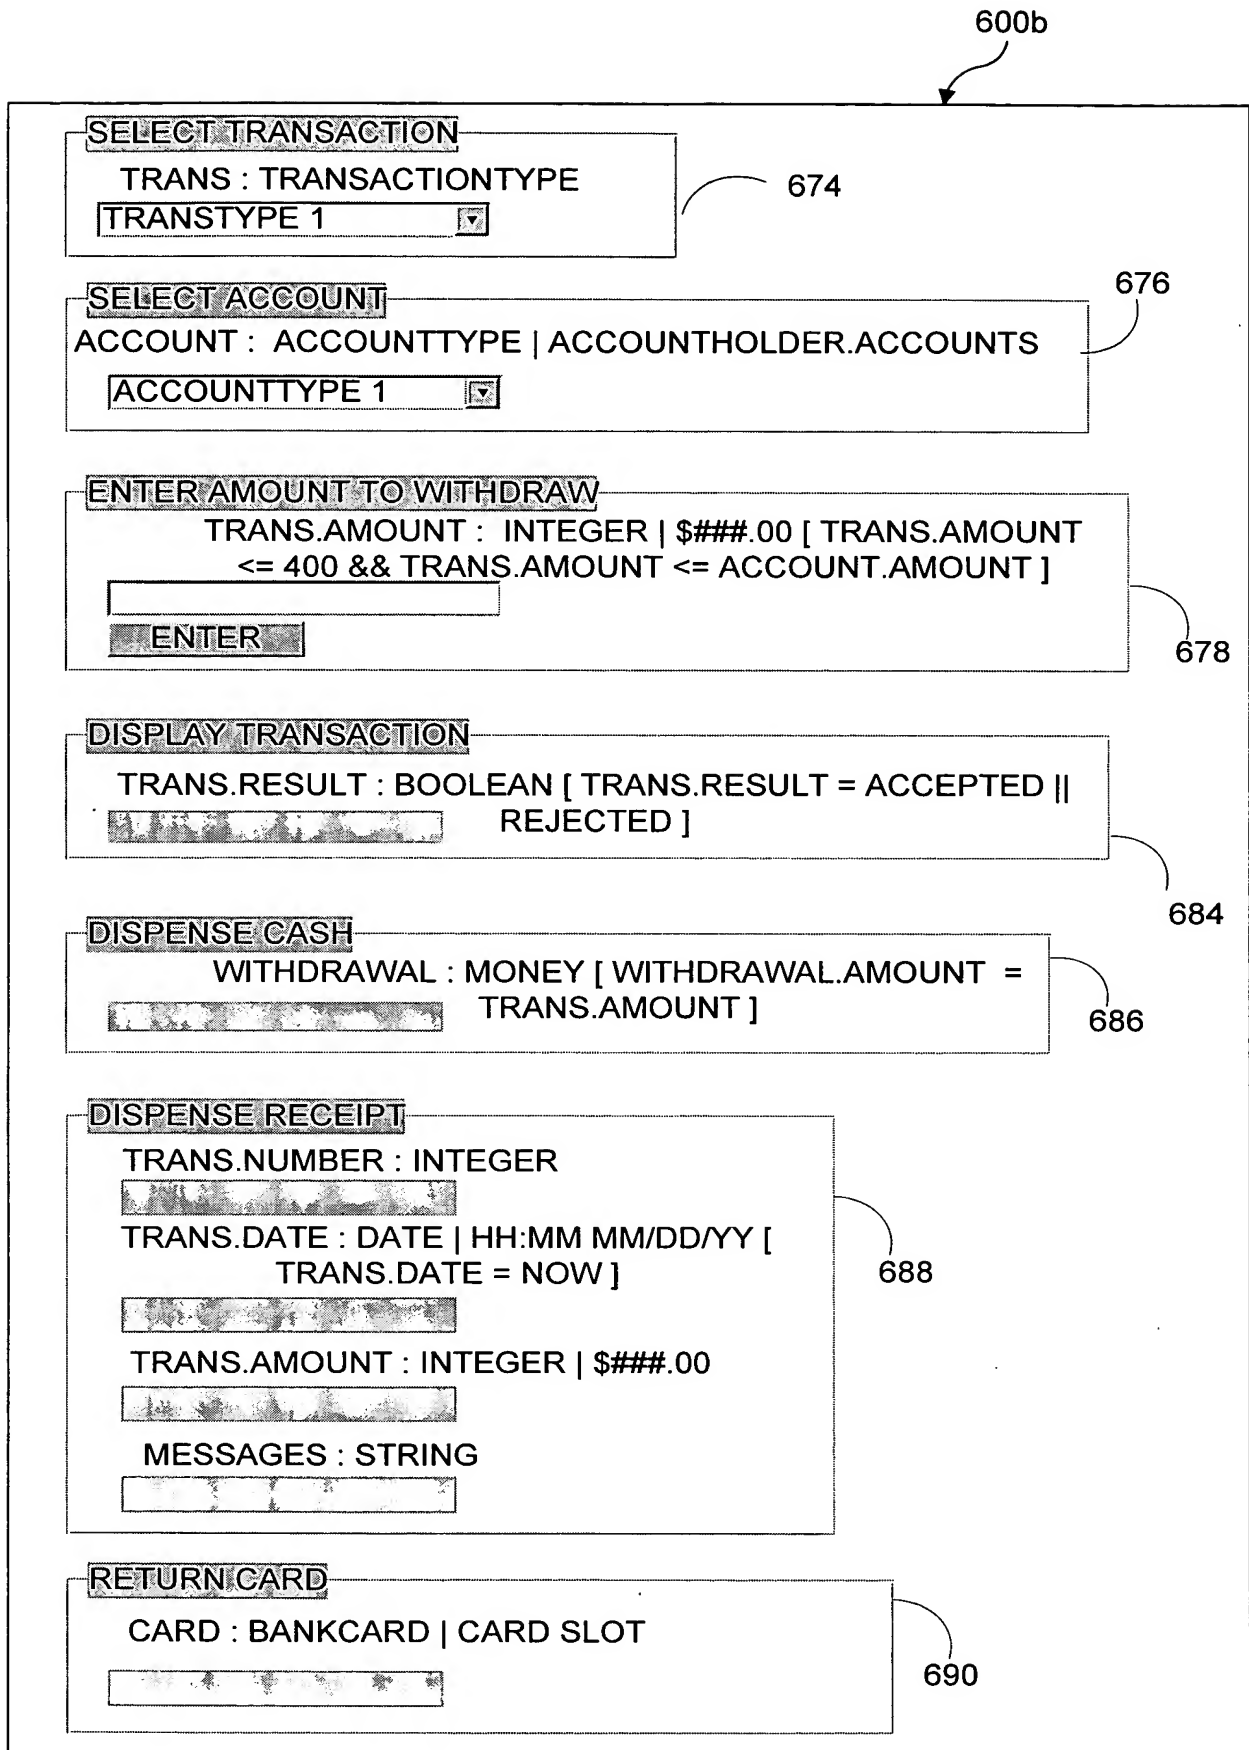 600b
SELECT TRANSACTION
TRANS : TRANSACTIONTYPE
674
TRANSTYPE 1
SELECT ACCOUNT
676
ACCOUNT : ACCOUNTTYPE | ACCOUNTHOLDER.ACCOUNTS
ACCOUNTTYPE 1
ENTER AMOUNT TO WITHDRAW
TRANS.AMOUNT : INTEGER | $###.00 [ TRANS.AMOUNT
<= 400 && TRANS.AMOUNT <= ACCOUNT.AMOUNT ]
ENTER
678
DISPLAY TRANSACTION
TRANS.RESULT : BOOLEAN [ TRANS.RESULT = ACCEPTED ||
REJECTED ]
684
DISPENSE CASH
WITHDRAWAL : MONEY [ WITHDRAWAL.AMOUNT =
TRANS.AMOUNT ]
686
DISPENSE RECEIPT
TRANS.NUMBER : INTEGER
TRANS.DATE : DATE | HH:MM MM/DD/YY [
TRANS.DATE = NOW ]
688
TRANS.AMOUNT : INTEGER | $###.00
MESSAGES : STRING
RETURN CARD
CARD : BANKCARD | CARD SLOT
690